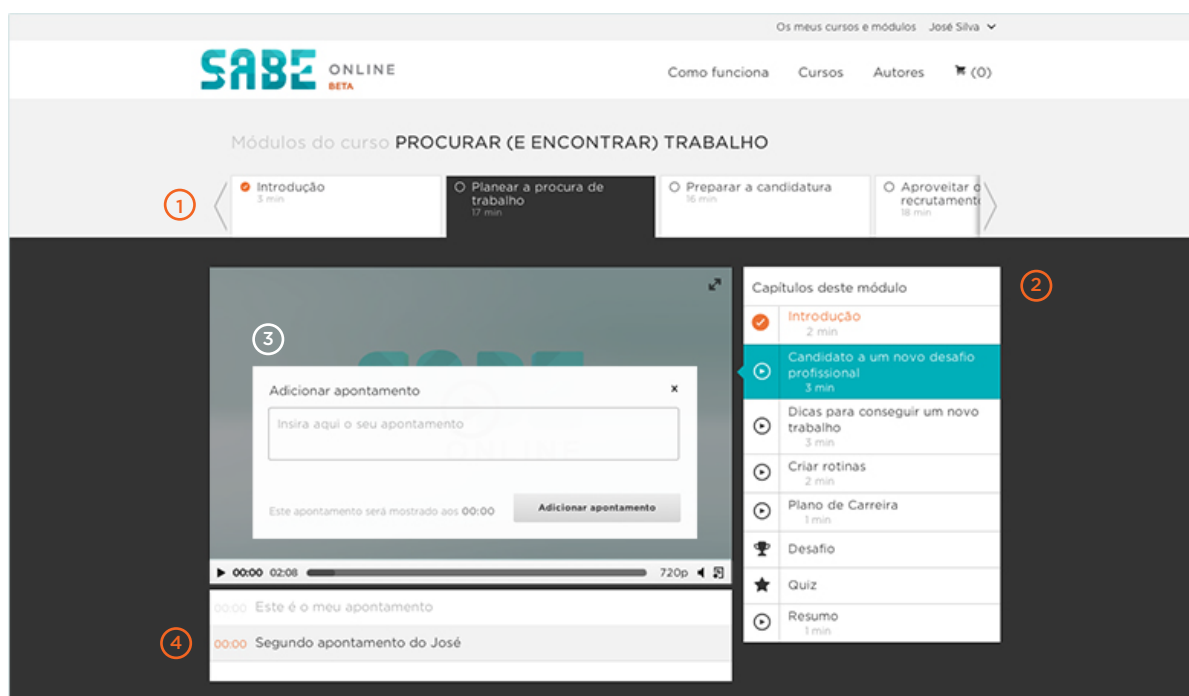 Os meus cursos e módulos José Silva
SABE ONLINE
BETA
Como funciona Cursos Autores (0)
Módulos do curso PROCURAR (E ENCONTRAR) TRABALHO
1
Introdução
3 min
Planear a procura de
trabalho
17 min
Preparar a candidatura
16 min
Aproveitar o
recrutament
18 min
3
SABE
ONLINE
Adicionar apontamento x
Insira aqui o seu apontamento
Este apontamento será mostrado aos 00:00
Adicionar apontamento
00:00 02:08 720p
4
00:00 Este é o meu apontamento
00:00 Segundo apontamento do José
2
Capítulos deste módulo
Introdução
2 min
Candidato a um novo desafio
profissional
3 min
Dicas para conseguir um novo
trabalho
3 min
Criar rotinas
2 min
Plano de Carreira
1 min
Desafio
Quiz
Resumo
1 min